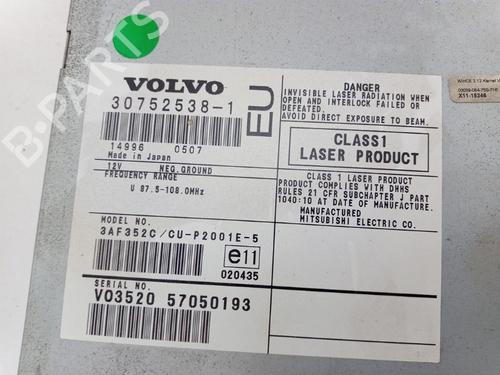 VOLVO
30752538-1
EU
14996 0507
Made in Japan
12V NEG.GROUND
FREQUENCY RANGE
U 87.5-108.0MHz
MODEL NO.
3AF352C/CU-P2001E-5
e11
020435
SERIAL NO.
V03520 57050193
DANGER
INVISIBLE LASER RADIATION WHEN
OPEN AND INTERLOCK FAILED OR
DEFEATED.
AVOID DIRECT EXPOSURE TO BEAM.
CLASS1
LASER PRODUCT
CLASS 1 LASER PRODUCT
PRODUCT COMPLIES WITH DHHS
RULES 21 CFR SUBCHAPTER J PART
1040:10 AT DATE OF MANUFACTURE.
MANUFACTURED
MITSUBISHI ELECTRIC CO.
X11-15346
B-PARTS